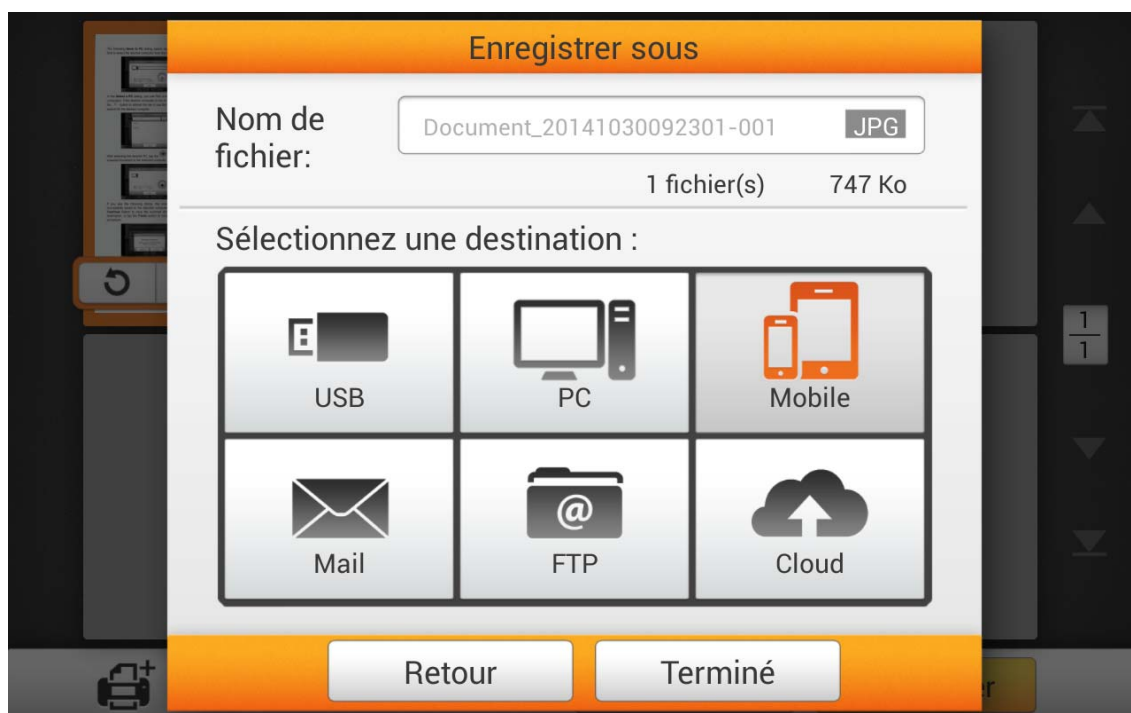 Enregistrer sous
Nom de
fichier:
Document_20141030092301-001 JPG
1 fichier(s) 747 Ko
Sélectionnez une destination :
USB PC Mobile
Mail FTP Cloud
1
1
Retour Terminé